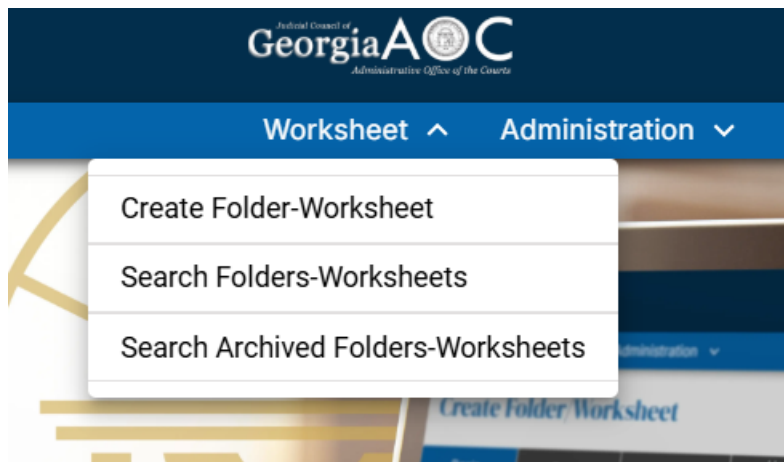 Judicial Council of
Georgia AOC
Administrative Office of the Courts
Worksheet Administration
Create Folder-Worksheet
Search Folders-Worksheets
Search Archived Folders-Worksheets
Administration
Create Folder/Worksheet